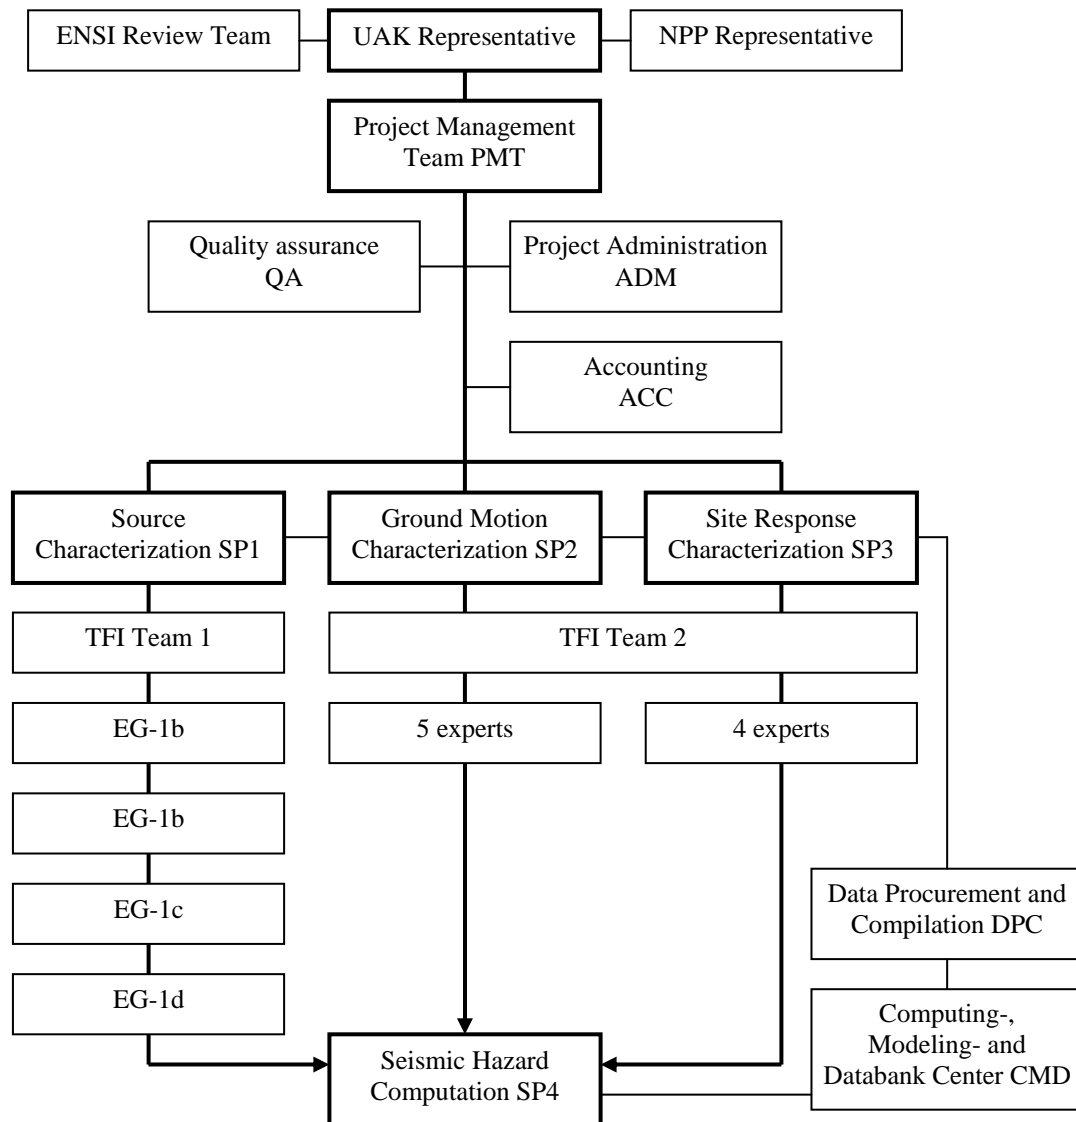 ENSI Review Team
UAK Representative
NPP Representative
Project Management
Team PMT
Quality assurance
QA
Project Administration
ADM
Accounting
ACC
Source
Characterization SP1
Ground Motion
Characterization SP2
Site Response
Characterization SP3
TFI Team 1
TFI Team 2
EG-1b
5 experts
4 experts
EG-1b
EG-1c
EG-1d
Data Procurement and
Compilation DPC
Computing-,
Modeling- and
Databank Center CMD
Seismic Hazard
Computation SP4